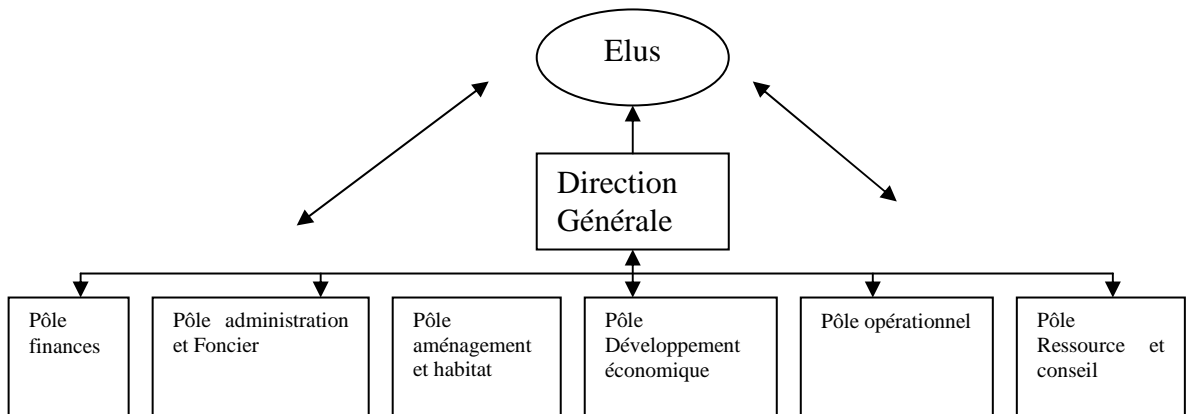 Elus
Direction
Générale
Pôle
finances
Pôle administration
et Foncier
Pôle
aménagement
et habitat
Pôle
Développement
économique
Pôle opérationnel
Pôle
Ressource et
conseil